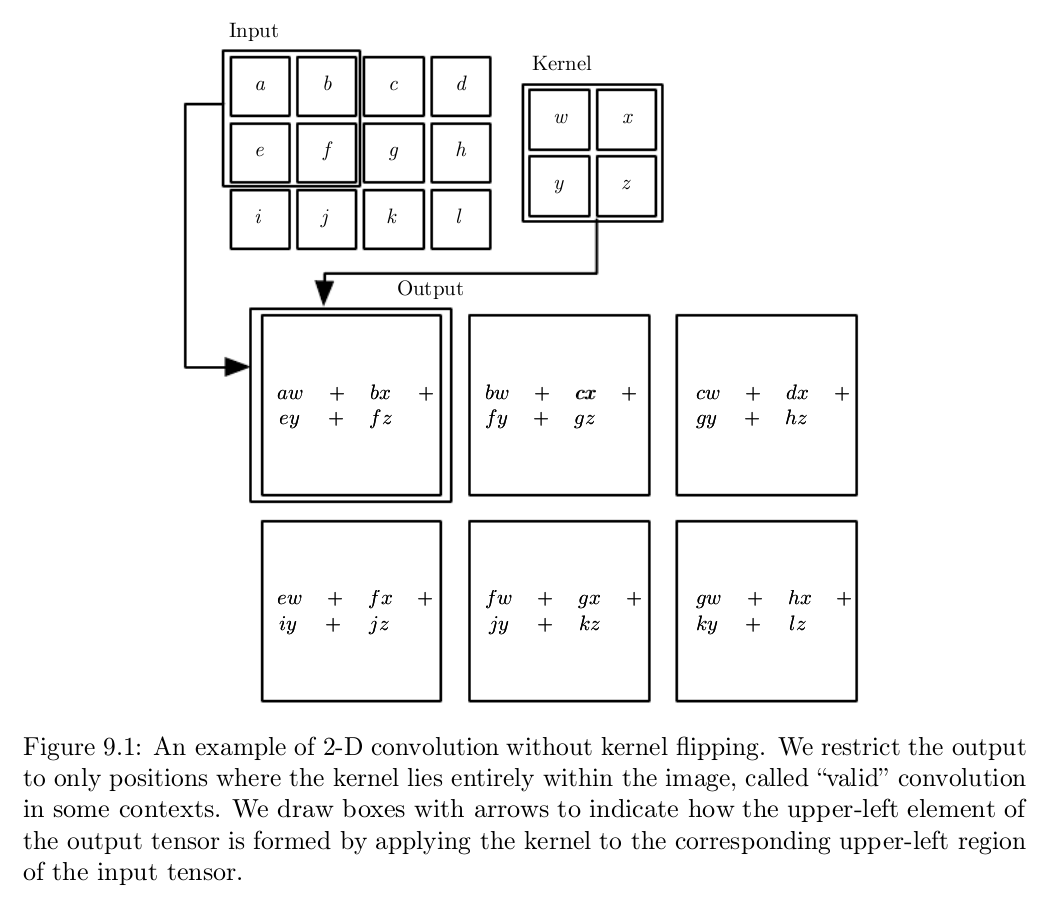 Input
Kernel
a b c d
w x
e f g h
y z
i j k l
Output
aw + bx +
ey + fz
bw + cx +
fy + gz
cw + dx +
gy + hz
ew + fx +
iy + jz
fw + gx +
jy + kz
gw + hx +
ky + lz
Figure 9.1: An example of 2-D convolution without kernel flipping. We restrict the output
to only positions where the kernel lies entirely within the image, called “valid” convolution
in some contexts. We draw boxes with arrows to indicate how the upper-left element of
the output tensor is formed by applying the kernel to the corresponding upper-left region
of the input tensor.